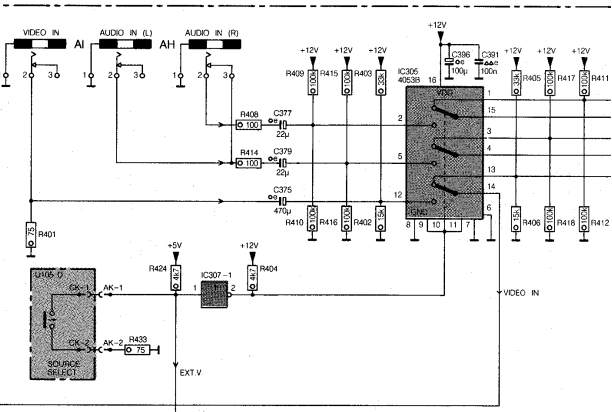 VIDEO IN AI AUDIO IN (L) AH AUDIO IN (R)
+12V
C396 100µ
C391 100n
+12V +12V +12V
+12V +12V +12V
1 2 3 1 2 3 1 2 3
R409 100k R415 100k R403 33k
IC305 4053B
16
VDD
33k R405 100k R417 100k R411
1
15
R408 100
C377 22µ
2
3
R414 100
C379 22µ
5
4
13
C375 470µ
12
14
R410 100k R416 100k R402 15k
GND
6
8 9 10 11 7
15k R406 100k R418 100k R412
75 R401
+5V +12V
R424 4k7
IC307-1
4k7 R404
U105 D
CK-1 AK-1
1 2
VIDEO IN
CK-2 AK-2
R433 75
SOURCE SELECT
EXT.V